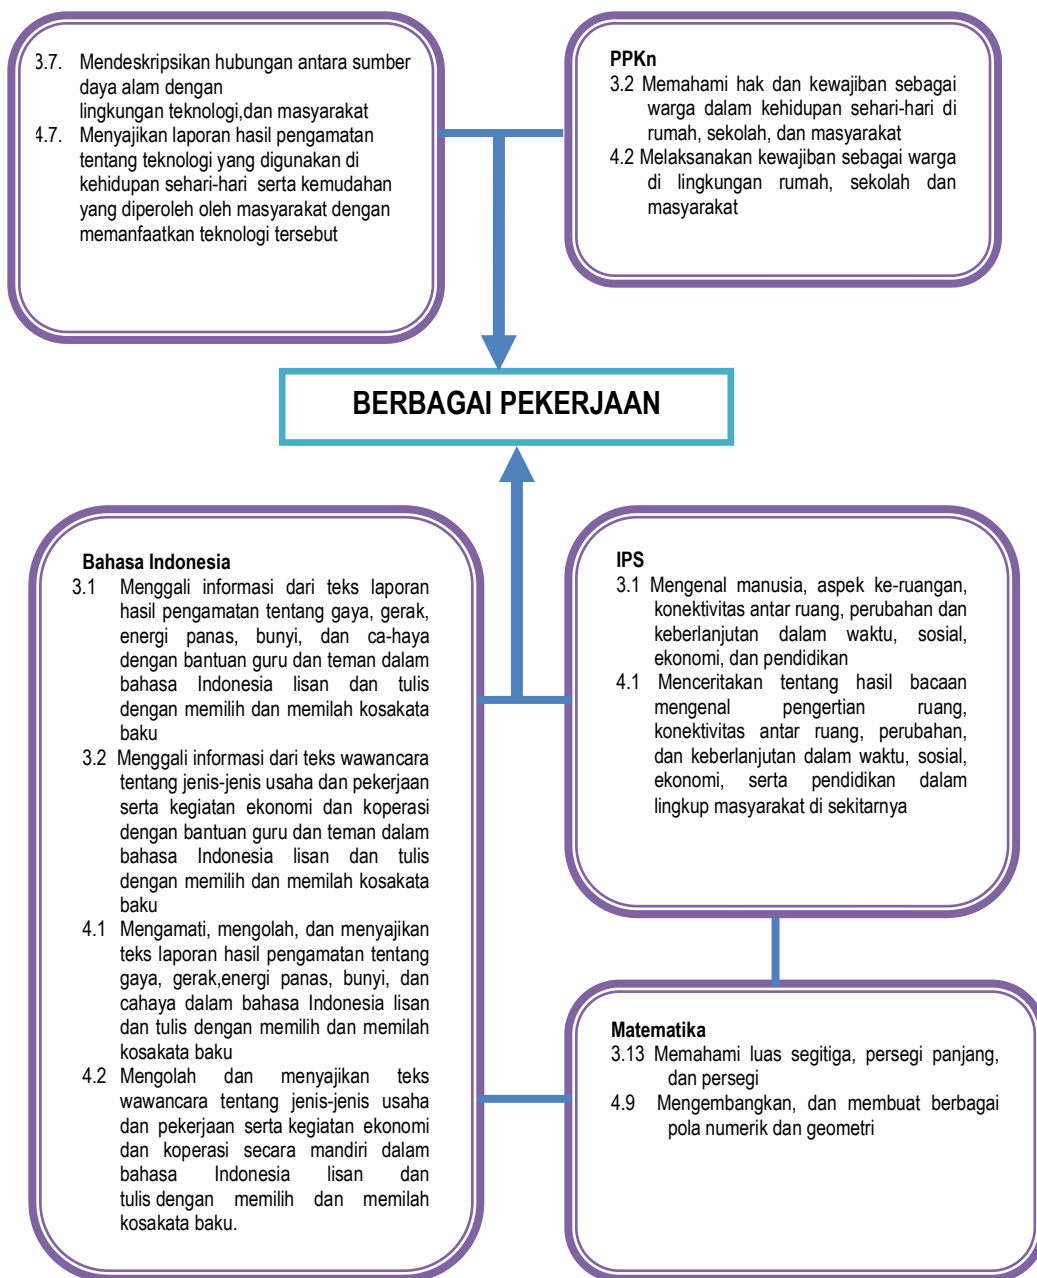 3.7. Mendeskripsikan hubungan antara sumber
daya alam dengan
lingkungan teknologi,dan masyarakat
4.7. Menyajikan laporan hasil pengamatan
tentang teknologi yang digunakan di
kehidupan sehari-hari serta kemudahan
yang diperoleh oleh masyarakat dengan
memanfaatkan teknologi tersebut
PPKn
3.2 Memahami hak dan kewajiban sebagai
warga dalam kehidupan sehari-hari di
rumah, sekolah, dan masyarakat
4.2 Melaksanakan kewajiban sebagai warga
di lingkungan rumah, sekolah dan
masyarakat
BERBAGAI PEKERJAAN
Bahasa Indonesia
3.1 Menggali informasi dari teks laporan
hasil pengamatan tentang gaya, gerak,
energi panas, bunyi, dan ca-haya
dengan bantuan guru dan teman dalam
bahasa Indonesia lisan dan tulis
dengan memilih dan memilah kosakata
baku
3.2 Menggali informasi dari teks wawancara
tentang jenis-jenis usaha dan pekerjaan
serta kegiatan ekonomi dan koperasi
dengan bantuan guru dan teman dalam
bahasa Indonesia lisan dan tulis
dengan memilih dan memilah kosakata
baku
4.1 Mengamati, mengolah, dan menyajikan
teks laporan hasil pengamatan tentang
gaya, gerak,energi panas, bunyi, dan
cahaya dalam bahasa Indonesia lisan
dan tulis dengan memilih dan memilah
kosakata baku
4.2 Mengolah dan menyajikan teks
wawancara tentang jenis-jenis usaha
dan pekerjaan serta kegiatan ekonomi
dan koperasi secara mandiri dalam
bahasa Indonesia lisan dan
tulis dengan memilih dan memilah
kosakata baku.
IPS
3.1 Mengenal manusia, aspek ke-ruangan,
konektivitas antar ruang, perubahan dan
keberlanjutan dalam waktu, sosial,
ekonomi, dan pendidikan
4.1 Menceritakan tentang hasil bacaan
mengenal pengertian ruang,
konektivitas antar ruang, perubahan,
dan keberlanjutan dalam waktu, sosial,
ekonomi, serta pendidikan dalam
lingkup masyarakat di sekitarnya
Matematika
3.13 Memahami luas segitiga, persegi panjang,
dan persegi
4.9 Mengembangkan, dan membuat berbagai
pola numerik dan geometri